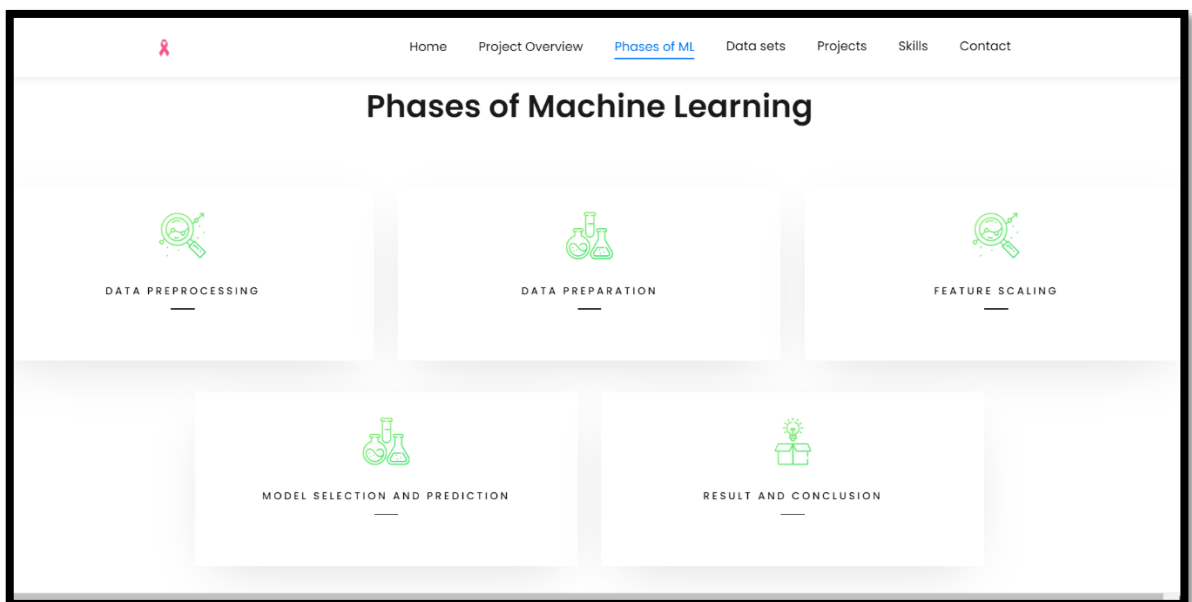 Home Project Overview Phases of ML Data sets Projects Skills Contact
Phases of Machine Learning
DATA PREPROCESSING
DATA PREPARATION
FEATURE SCALING
MODEL SELECTION AND PREDICTION
RESULT AND CONCLUSION